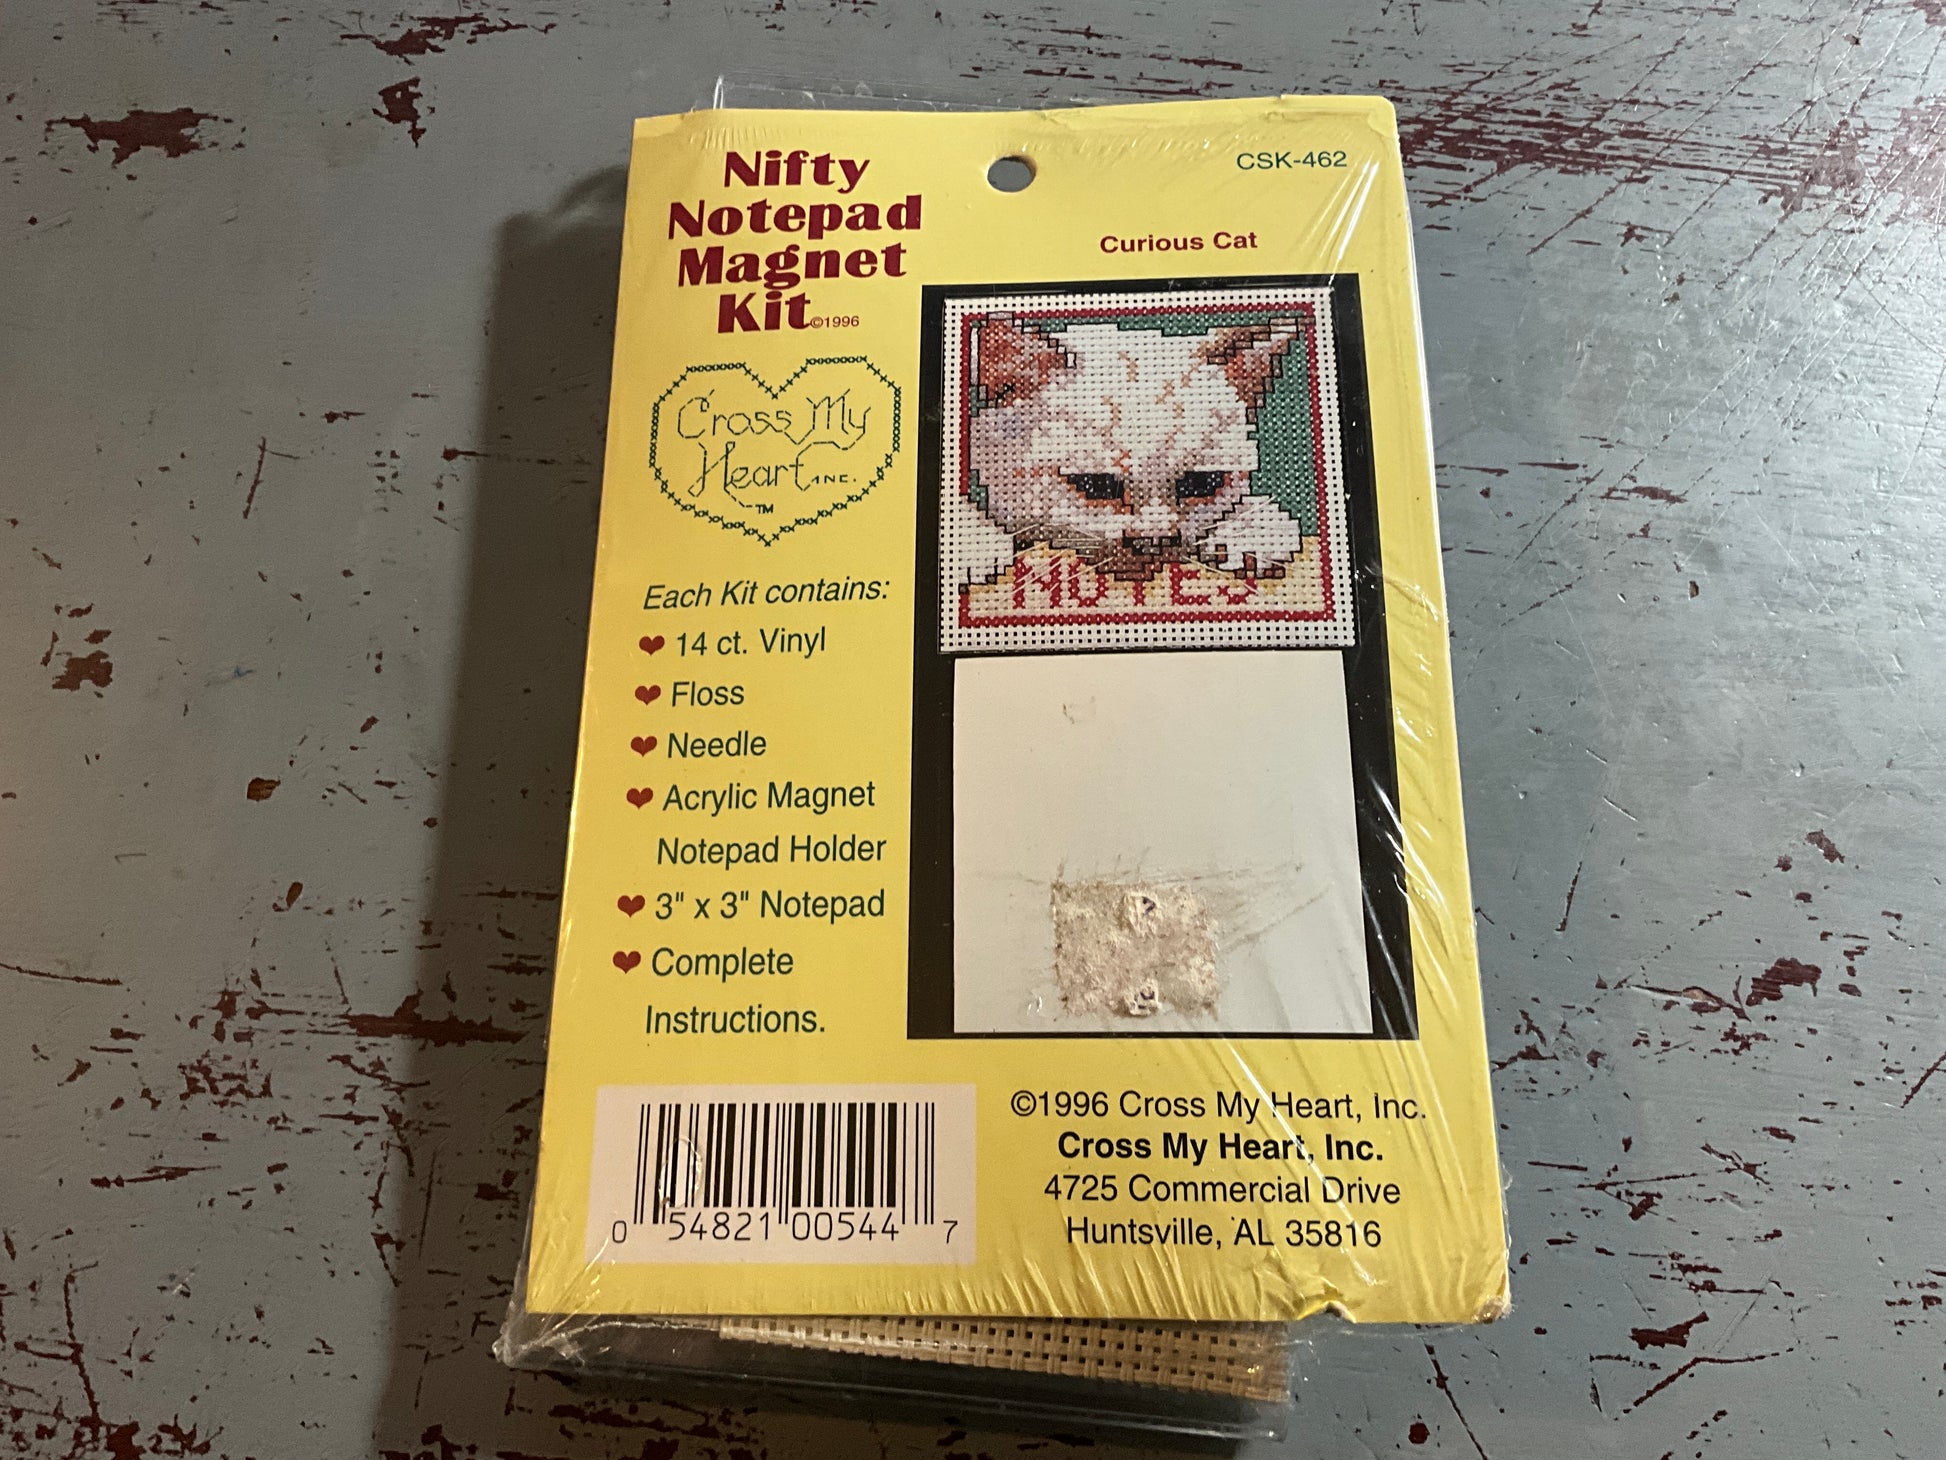 Nifty
Notepad
Magnet
Kit©1996
CSK-462
Curious Cat
Cross My
Heart INC.
TM
NOTES
Each Kit contains:
14 ct. Vinyl
Floss
Needle
Acrylic Magnet
Notepad Holder
3" x 3" Notepad
Complete
Instructions.
0 54821 00544 7
©1996 Cross My Heart, Inc.
Cross My Heart, Inc.
4725 Commercial Drive
Huntsville, AL 35816